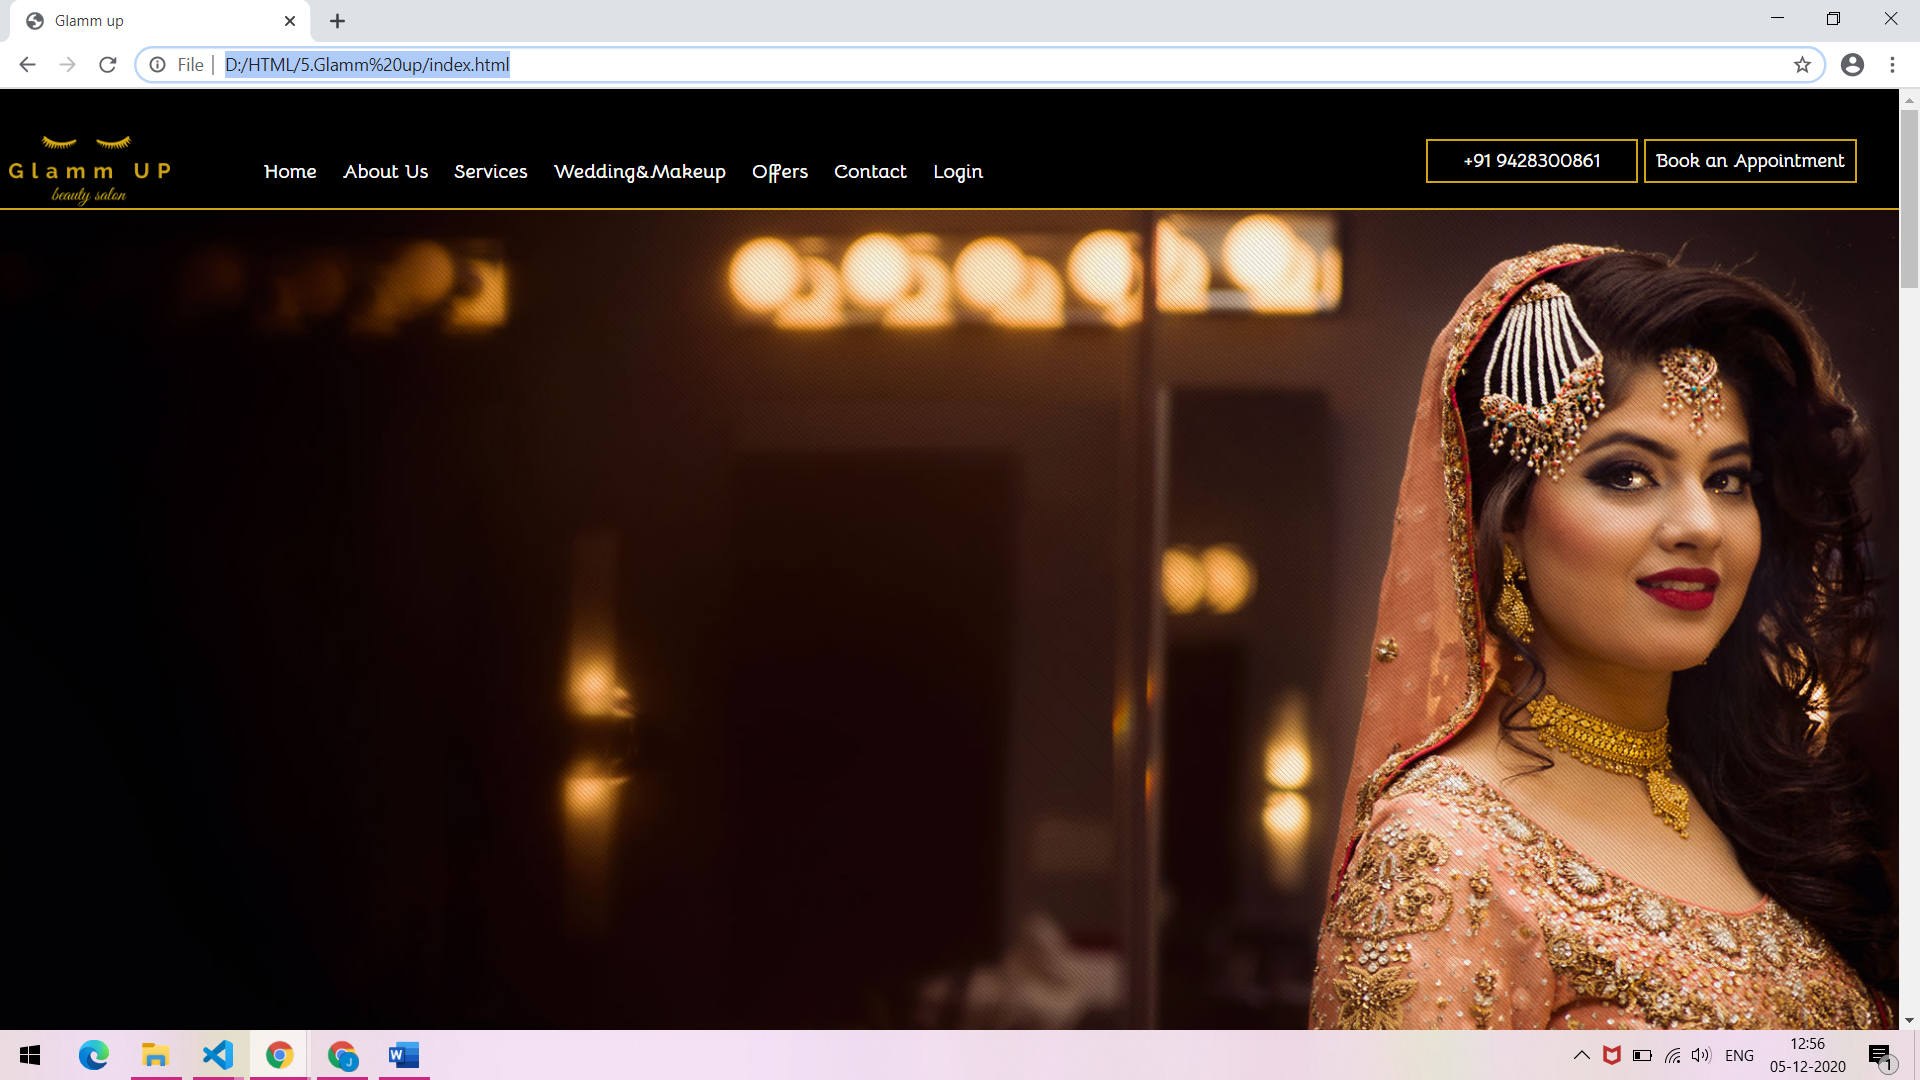 Glamm up
File D:/HTML/5.Glamm%20up/index.html
Glamm UP
beauty salon
Home About Us Services Wedding&Makeup Offers Contact Login
+91 9428300861 Book an Appointment
J
W
ENG
12:56
05-12-2020
1